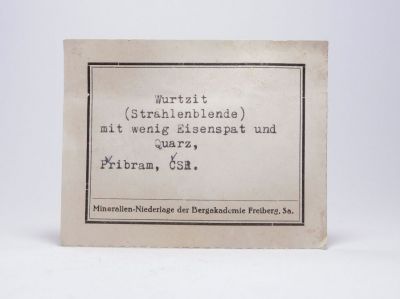 Wurtzit
(Strahlenblende)
mit wenig Eisenspat und
Quarz,
Přibram, ČSR.
Mineralien-Niederlage der Bergakademie Freiberg, Sa.